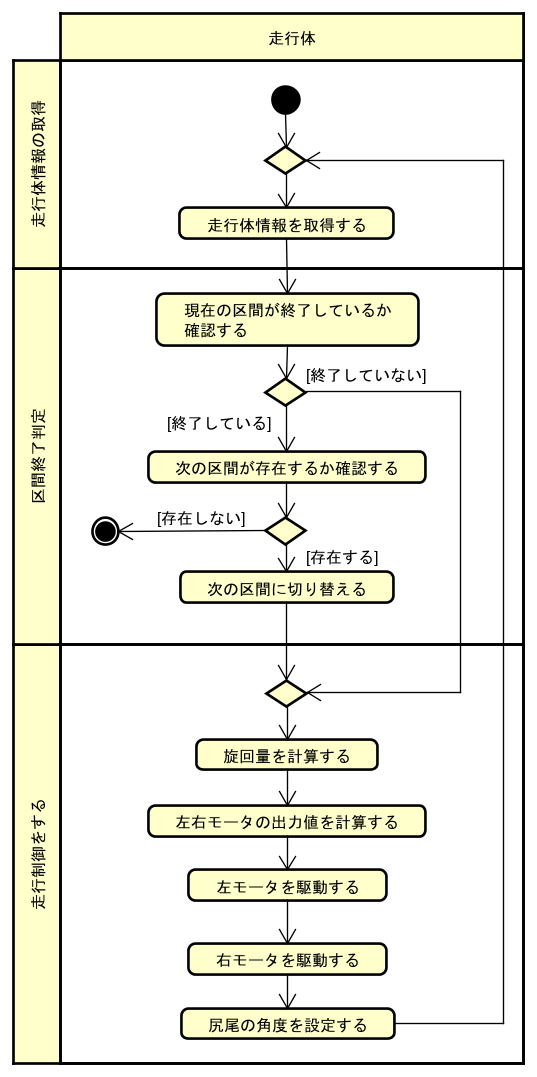 走行体
走行体情報の取得
走行体情報を取得する
区間終了判定
現在の区間が終了しているか
確認する
[終了していない]
[終了している]
次の区間が存在するか確認する
[存在しない]
[存在する]
次の区間に切り替える
走行制御をする
旋回量を計算する
左右モータの出力値を計算する
左モータを駆動する
右モータを駆動する
尻尾の角度を設定する